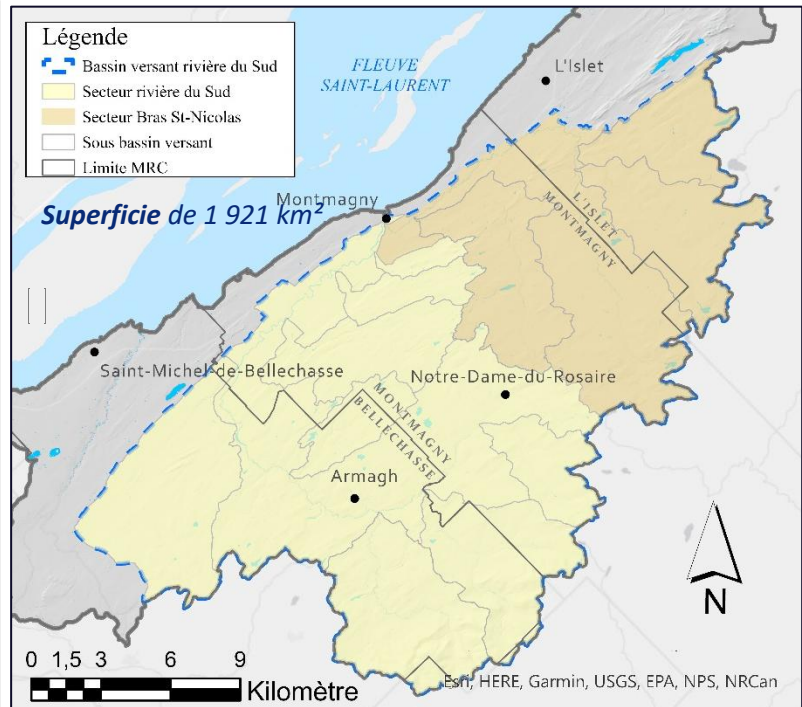 Légende
Bassin versant rivière du Sud
Secteur rivière du Sud
Secteur Bras St-Nicolas
Sous bassin versant
Limite MRC
FLEUVE
SAINT-LAURENT
L'Islet
Montmagny
Superficie de 1 921 km²
L'ISLET
MONTMAGNY
Saint-Michel-de-Bellechasse
Notre-Dame-du-Rosaire
MONTMAGNY
BELLECHASSE
Armagh
N
0 1,5 3 6 9
Kilomètre
Esri, HERE, Garmin, USGS, EPA, NPS, NRCan